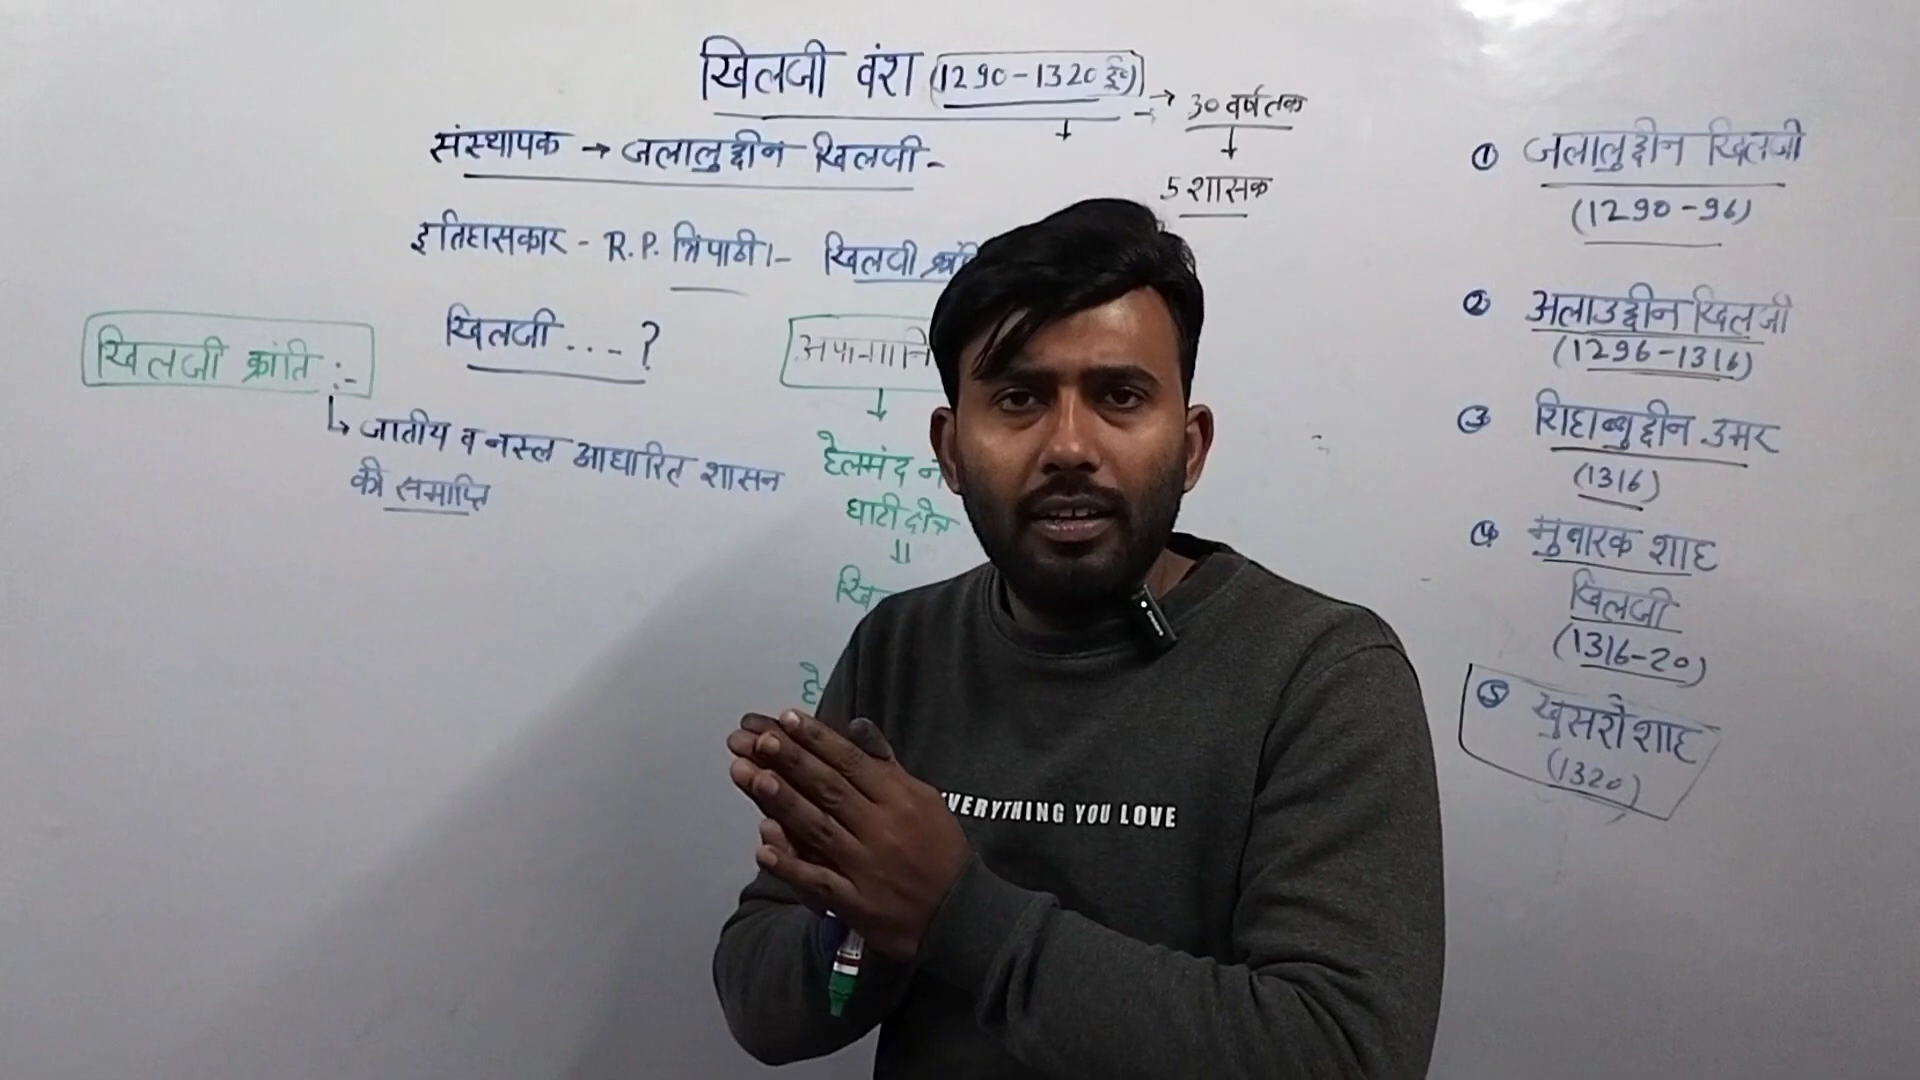 खिलजी वंश (1290-1320 ई०)
→ 30 वर्ष तक
5 शासक
संस्थापक → जलालुद्दीन खिलजी -
इतिहासकार - R.P. त्रिपाठी - खिलजी
खिलजी ... ?
खिलजी क्रांति :-
↳ जातीय व नस्ल आधारित शासन
की समाप्ति
हेलमंद
घाटी क्षेत्र
① जलालुद्दीन खिलजी
(1290-96)
② अलाउद्दीन खिलजी
(1296-1316)
③ शिहाबुद्दीन उमर
(1316)
④ मुबारक शाह
खिलजी
(1316-20)
⑤ खुसरो शाह
(1320)
EVERYTHING YOU LOVE